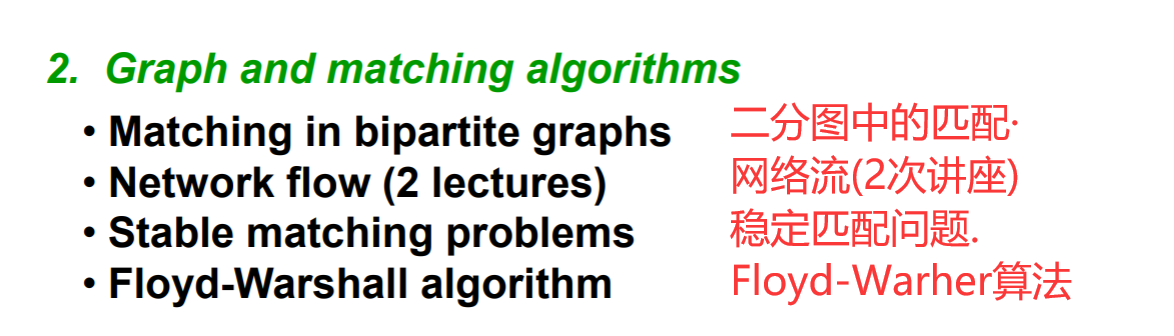 2. Graph and matching algorithms
• Matching in bipartite graphs
二分图中的匹配·
• Network flow (2 lectures)
网络流(2次讲座)
• Stable matching problems
稳定匹配问题.
• Floyd-Warshall algorithm
Floyd-Warher算法